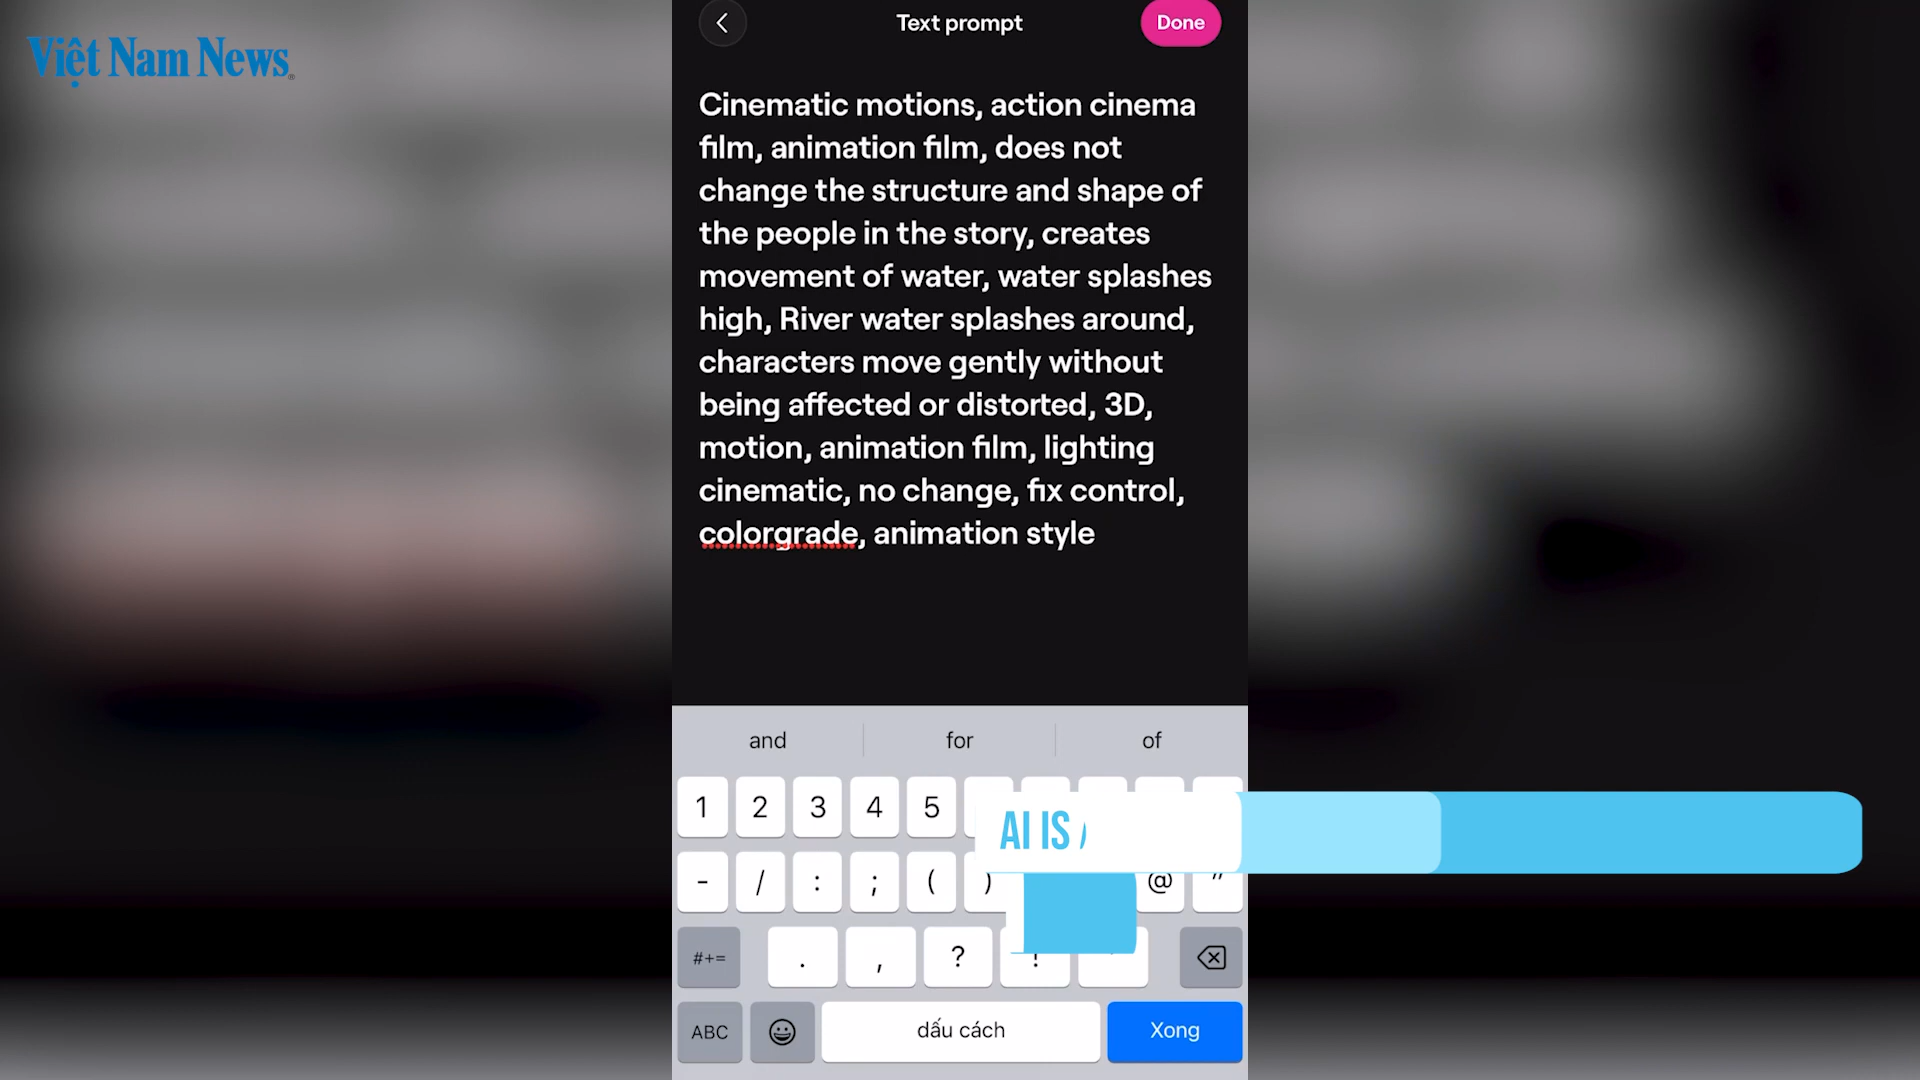 Việt Nam News
Text prompt
Done
Cinematic motions, action cinema
film, animation film, does not
change the structure and shape of
the people in the story, creates
movement of water, water splashes
high, River water splashes around,
characters move gently without
being affected or distorted, 3D,
motion, animation film, lighting
cinematic, no change, fix control,
colorgrade, animation style
and for of
1 2 3 4 5
AI IS
- / : ; ( ) @ "
#+= . , ? !
ABC dấu cách Xong